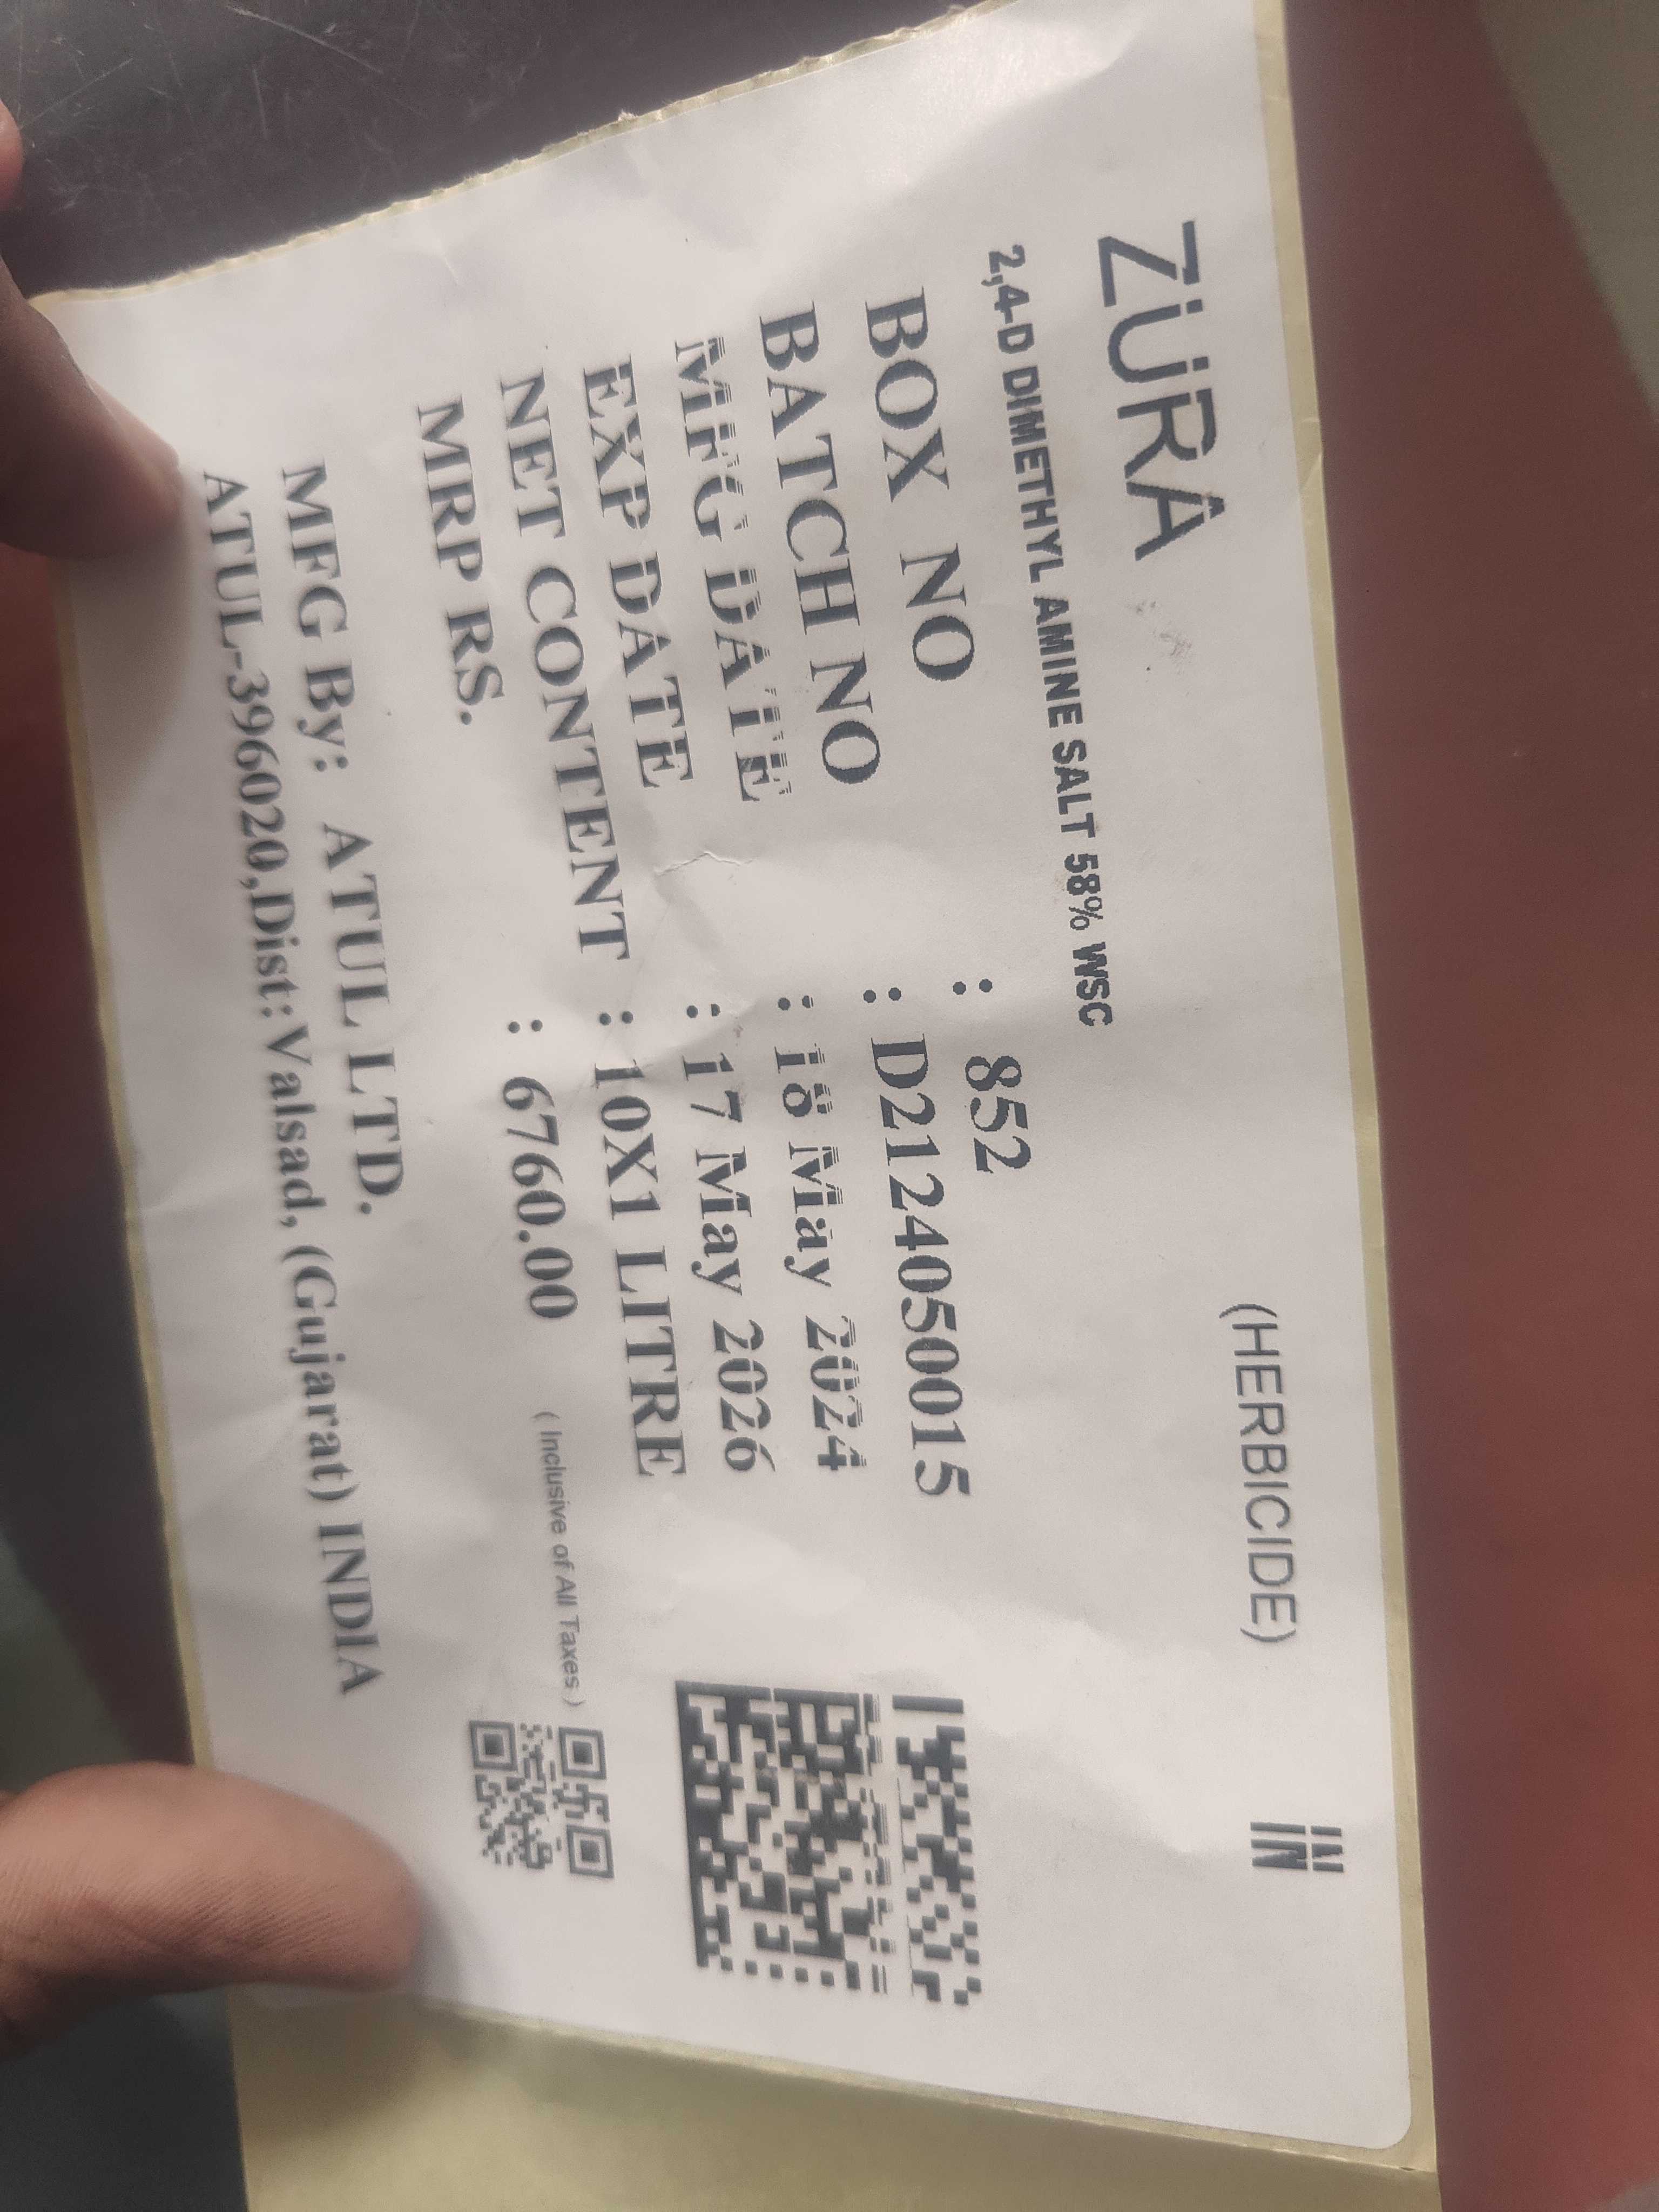 ZÜRA (HERBICIDE) IN
2,4-D DIMETHYL AMINE SALT 58% WSC
BOX NO : 852
BATCH NO : D2124050015
MFG DATE : 18 May 2024
EXP DATE : 17 May 2026
NET CONTENT : 10X1 LITRE
MRP RS. : 6760.00 ( Inclusive of All Taxes )
MFG By: ATUL LTD.
ATUL-396020,Dist:Valsad, (Gujarat) INDIA